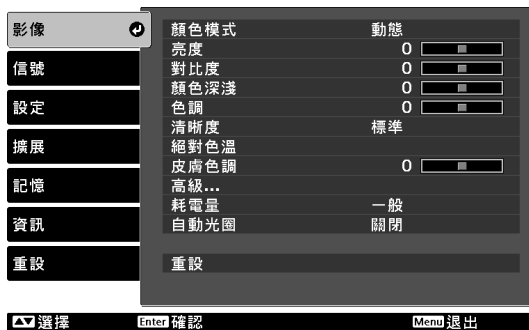 影像
信號
設定
擴展
記憶
資訊
重設
顏色模式 動態
亮度 0
對比度 0
顏色深淺 0
色調 0
清晰度 標準
絕對色溫
皮膚色調 0
高級...
耗電量 一般
自動光圈 關閉
重設
選擇 Enter 確認 Menu 退出